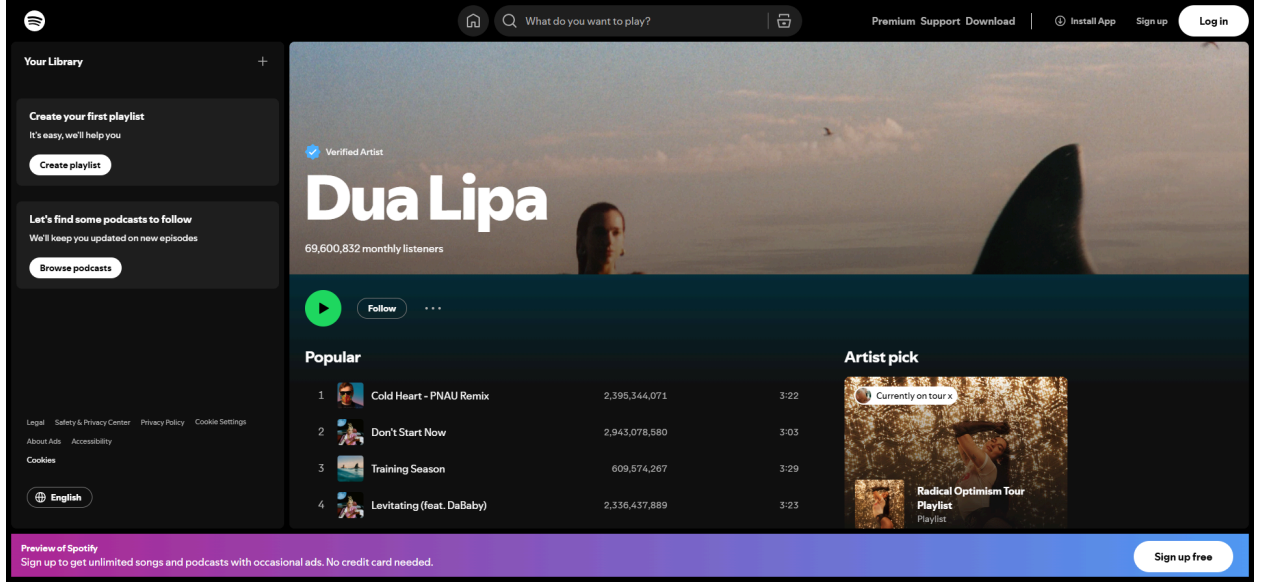 What do you want to play?
Premium Support Download
Install App
Sign up
Log in
Your Library
Create your first playlist
It's easy, we'll help you
Create playlist
Let's find some podcasts to follow
We'll keep you updated on new episodes
Browse podcasts
Legal Safety & Privacy Center Privacy Policy Cookie Settings
About Ads Accessibility
Cookies
English
Verified Artist
Dua Lipa
69,600,832 monthly listeners
Follow
Popular
1 Cold Heart - PNAU Remix 2,395,344,071 3:22
2 Don't Start Now 2,943,078,580 3:03
3 Training Season 609,574,267 3:29
4 Levitating (feat. DaBaby) 2,336,437,889 3:23
Artist pick
Currently on tour x
Radical Optimism Tour
Playlist
Playlist
Preview of Spotify
Sign up to get unlimited songs and podcasts with occasional ads. No credit card needed.
Sign up free